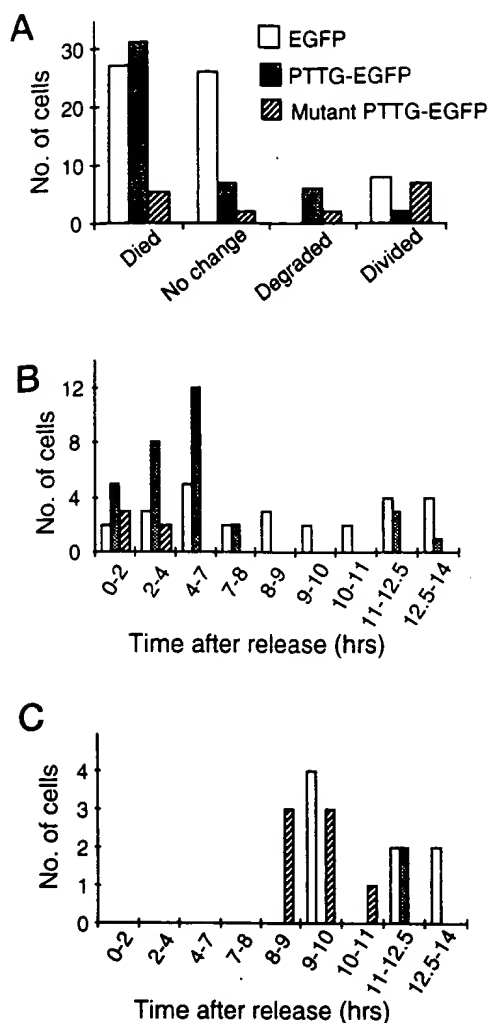 A
No. of cells
30
20
10
0
EGFP
PTTG-EGFP
Mutant PTTG-EGFP
Died
No change
Degraded
Divided
B
No. of cells
12
8
4
0
0-2
2-4
4-7
7-8
8-9
9-10
10-11
11-12.5
12.5-14
Time after release (hrs)
C
No. of cells
4
3
2
1
0
0-2
2-4
4-7
7-8
8-9
9-10
10-11
11-12.5
12.5-14
Time after release (hrs)